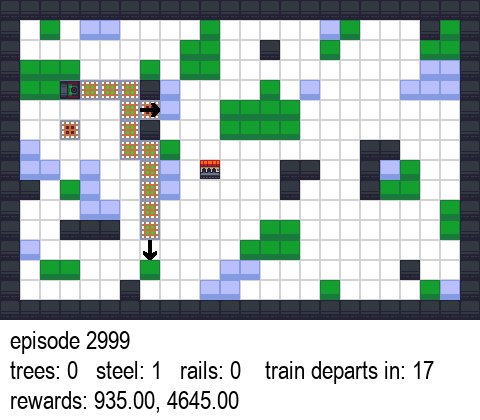 episode 2999
trees: 0 steel: 1 rails: 0 train departs in: 17
rewards: 935.00, 4645.00